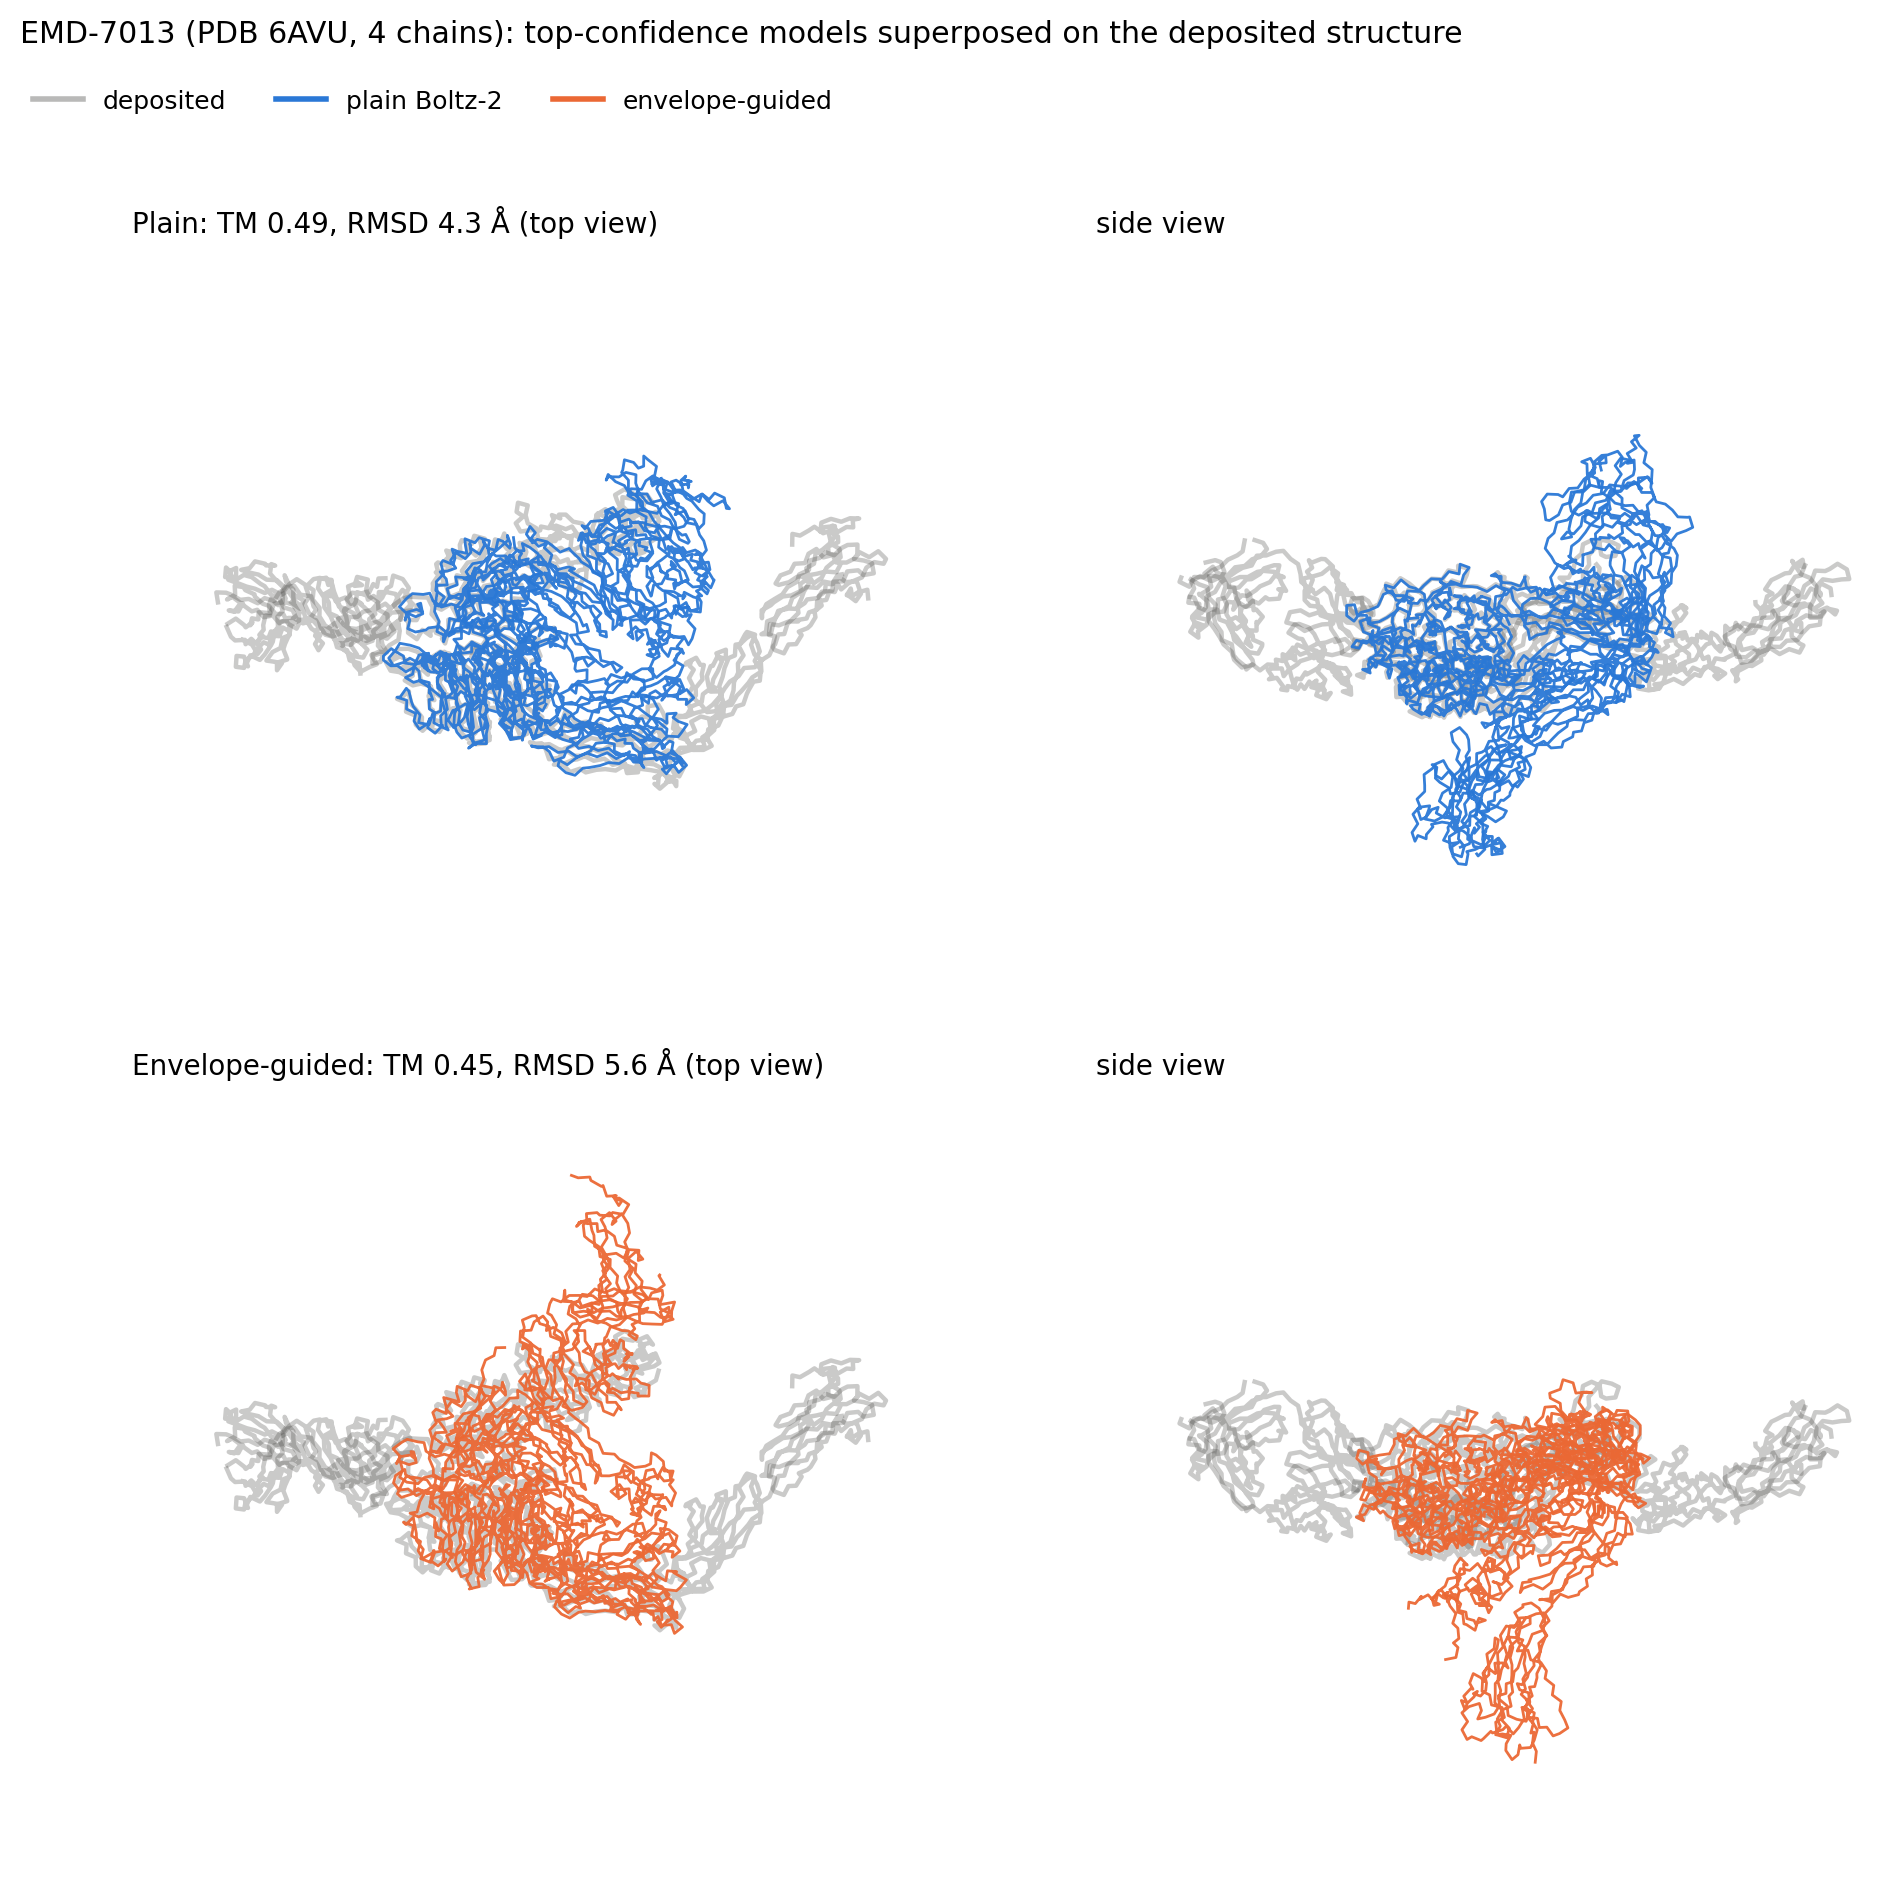 EMD-7013 (PDB 6AVU, 4 chains): top-confidence models superposed on the deposited structure
deposited plain Boltz-2 envelope-guided
Plain: TM 0.49, RMSD 4.3 Å (top view)
side view
Envelope-guided: TM 0.45, RMSD 5.6 Å (top view)
side view